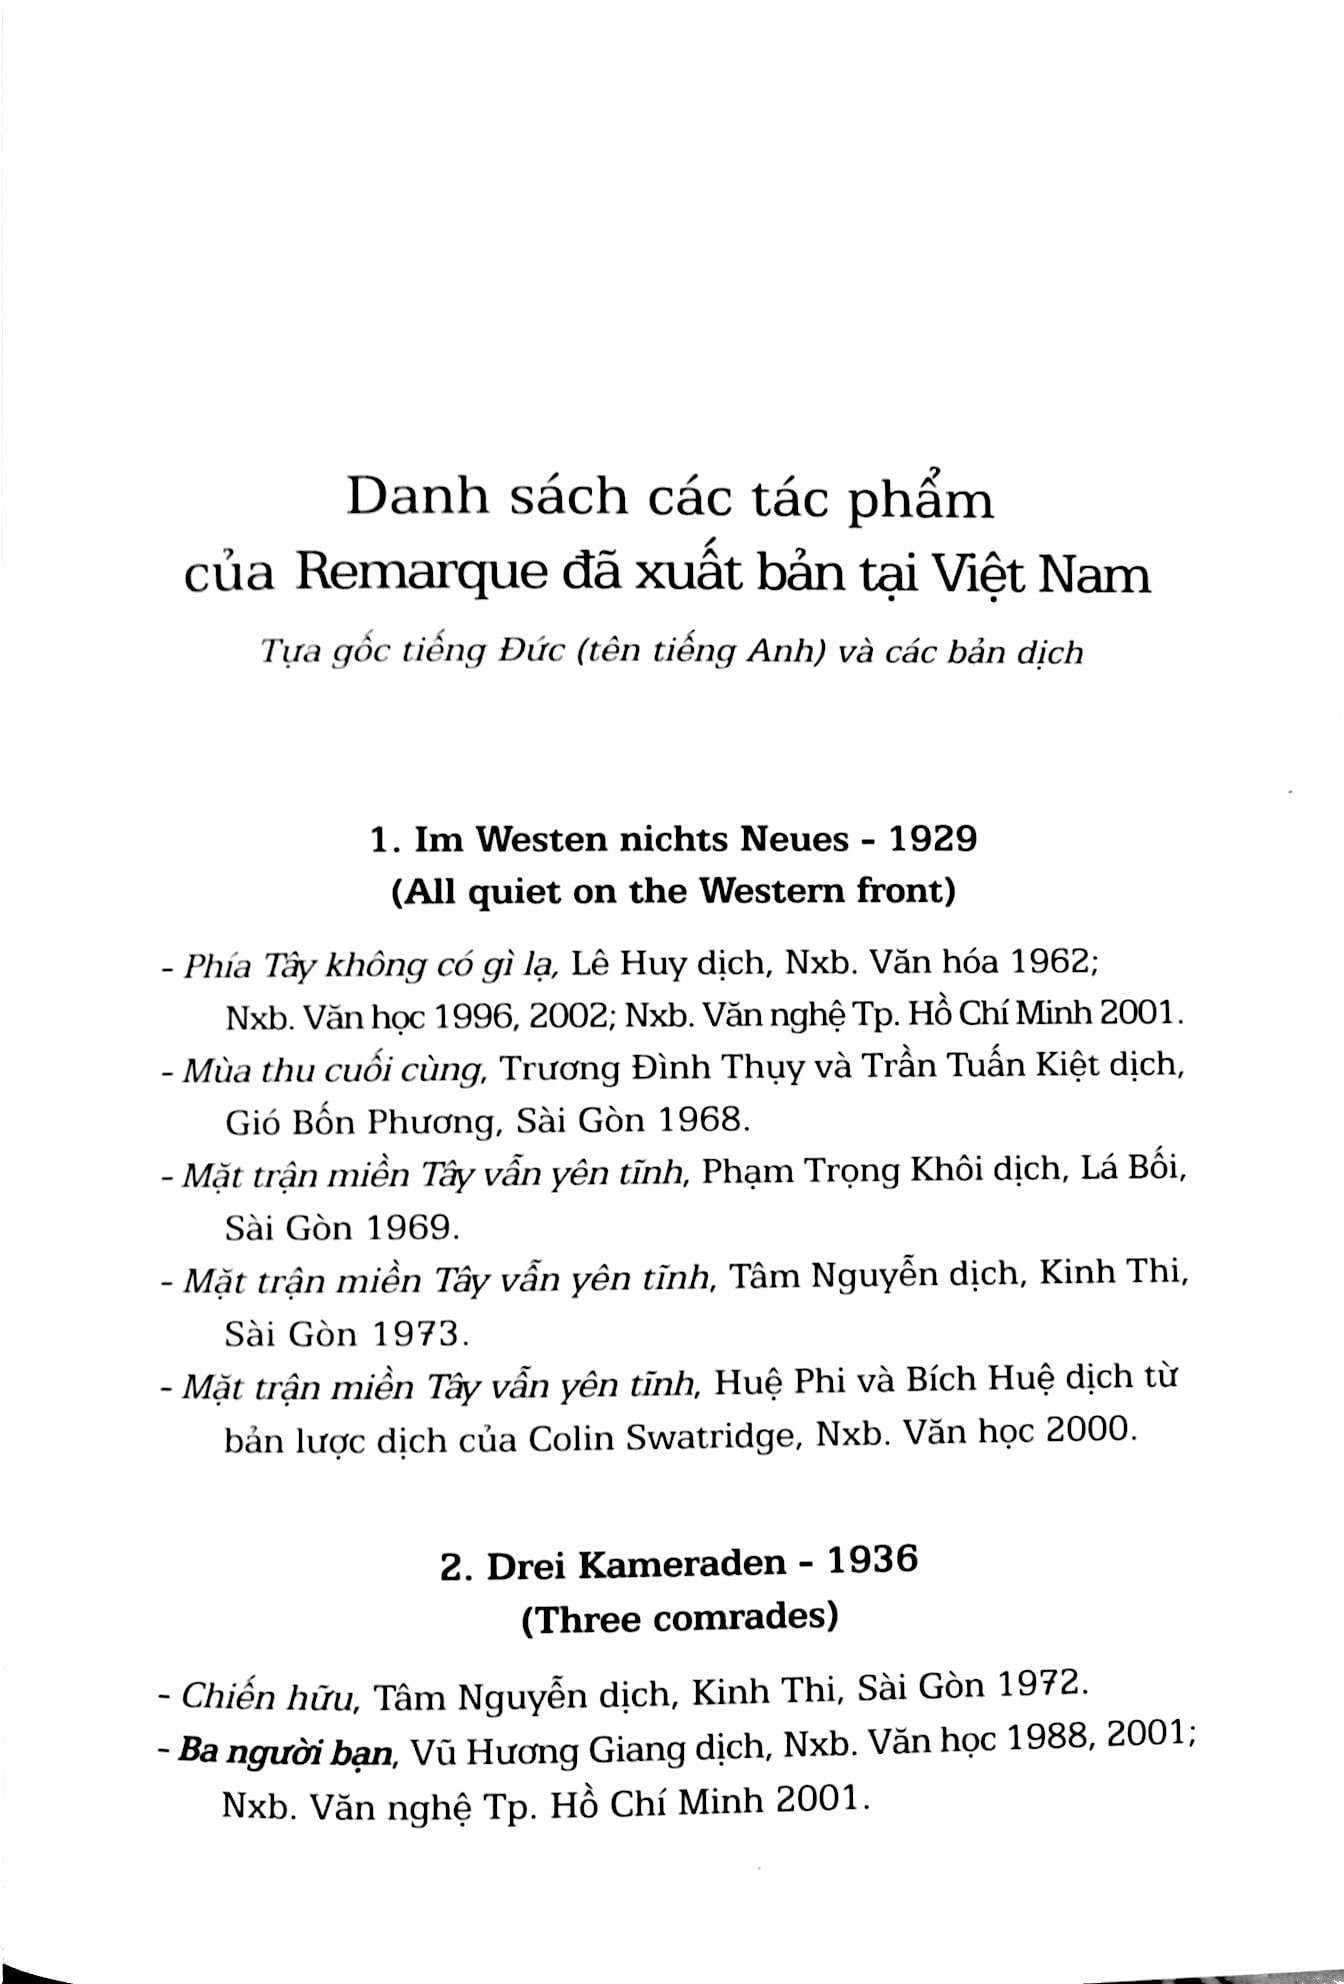 Danh sách các tác phẩm
của Remarque đã xuất bản tại Việt Nam
Tựa gốc tiếng Đức (tên tiếng Anh) và các bản dịch
1. Im Westen nichts Neues - 1929
(All quiet on the Western front)
- Phía Tây không có gì lạ, Lê Huy dịch, Nxb. Văn hóa 1962;
Nxb. Văn học 1996, 2002; Nxb. Văn nghệ Tp. Hồ Chí Minh 2001.
- Mùa thu cuối cùng, Trương Đình Thụy và Trần Tuấn Kiệt dịch,
Gió Bốn Phương, Sài Gòn 1968.
- Mặt trận miền Tây vẫn yên tĩnh, Phạm Trọng Khôi dịch, Lá Bối,
Sài Gòn 1969.
- Mặt trận miền Tây vẫn yên tĩnh, Tâm Nguyễn dịch, Kinh Thi,
Sài Gòn 1973.
- Mặt trận miền Tây vẫn yên tĩnh, Huệ Phi và Bích Huệ dịch từ
bản lược dịch của Colin Swatridge, Nxb. Văn học 2000.
2. Drei Kameraden - 1936
(Three comrades)
- Chiến hữu, Tâm Nguyễn dịch, Kinh Thi, Sài Gòn 1972.
- Ba người bạn, Vũ Hương Giang dịch, Nxb. Văn học 1988, 2001;
Nxb. Văn nghệ Tp. Hồ Chí Minh 2001.